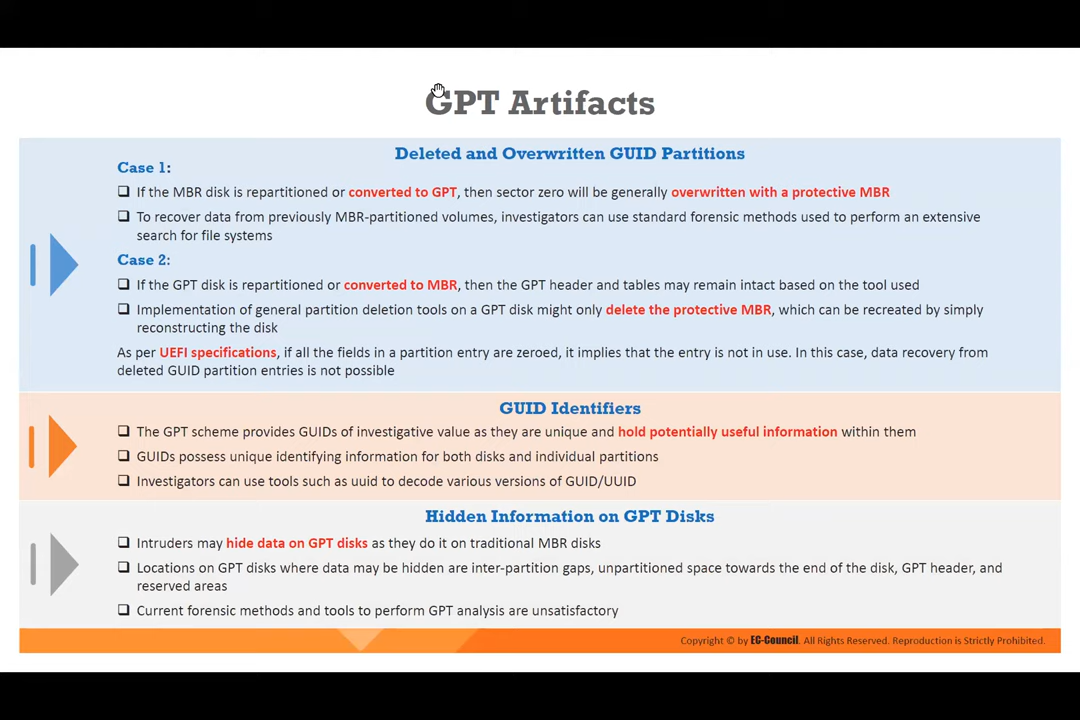 GPT Artifacts
Deleted and Overwritten GUID Partitions
Case 1:
If the MBR disk is repartitioned or converted to GPT, then sector zero will be generally overwritten with a protective MBR
To recover data from previously MBR-partitioned volumes, investigators can use standard forensic methods used to perform an extensive
search for file systems
Case 2:
If the GPT disk is repartitioned or converted to MBR, then the GPT header and tables may remain intact based on the tool used
Implementation of general partition deletion tools on a GPT disk might only delete the protective MBR, which can be recreated by simply
reconstructing the disk
As per UEFI specifications, if all the fields in a partition entry are zeroed, it implies that the entry is not in use. In this case, data recovery from
deleted GUID partition entries is not possible
GUID Identifiers
The GPT scheme provides GUIDs of investigative value as they are unique and hold potentially useful information within them
GUIDs possess unique identifying information for both disks and individual partitions
Investigators can use tools such as uuid to decode various versions of GUID/UUID
Hidden Information on GPT Disks
Intruders may hide data on GPT disks as they do it on traditional MBR disks
Locations on GPT disks where data may be hidden are inter-partition gaps, unpartitioned space towards the end of the disk, GPT header, and
reserved areas
Current forensic methods and tools to perform GPT analysis are unsatisfactory
Copyright © by EC-Council. All Rights Reserved. Reproduction is Strictly Prohibited.